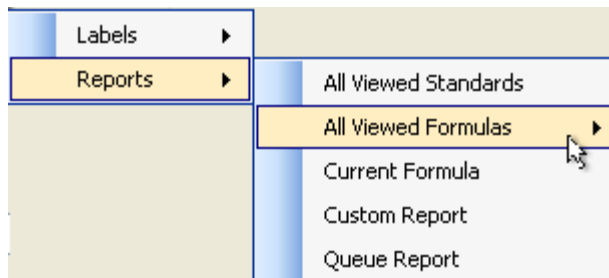 Labels
Reports
All Viewed Standards
All Viewed Formulas
Current Formula
Custom Report
Queue Report